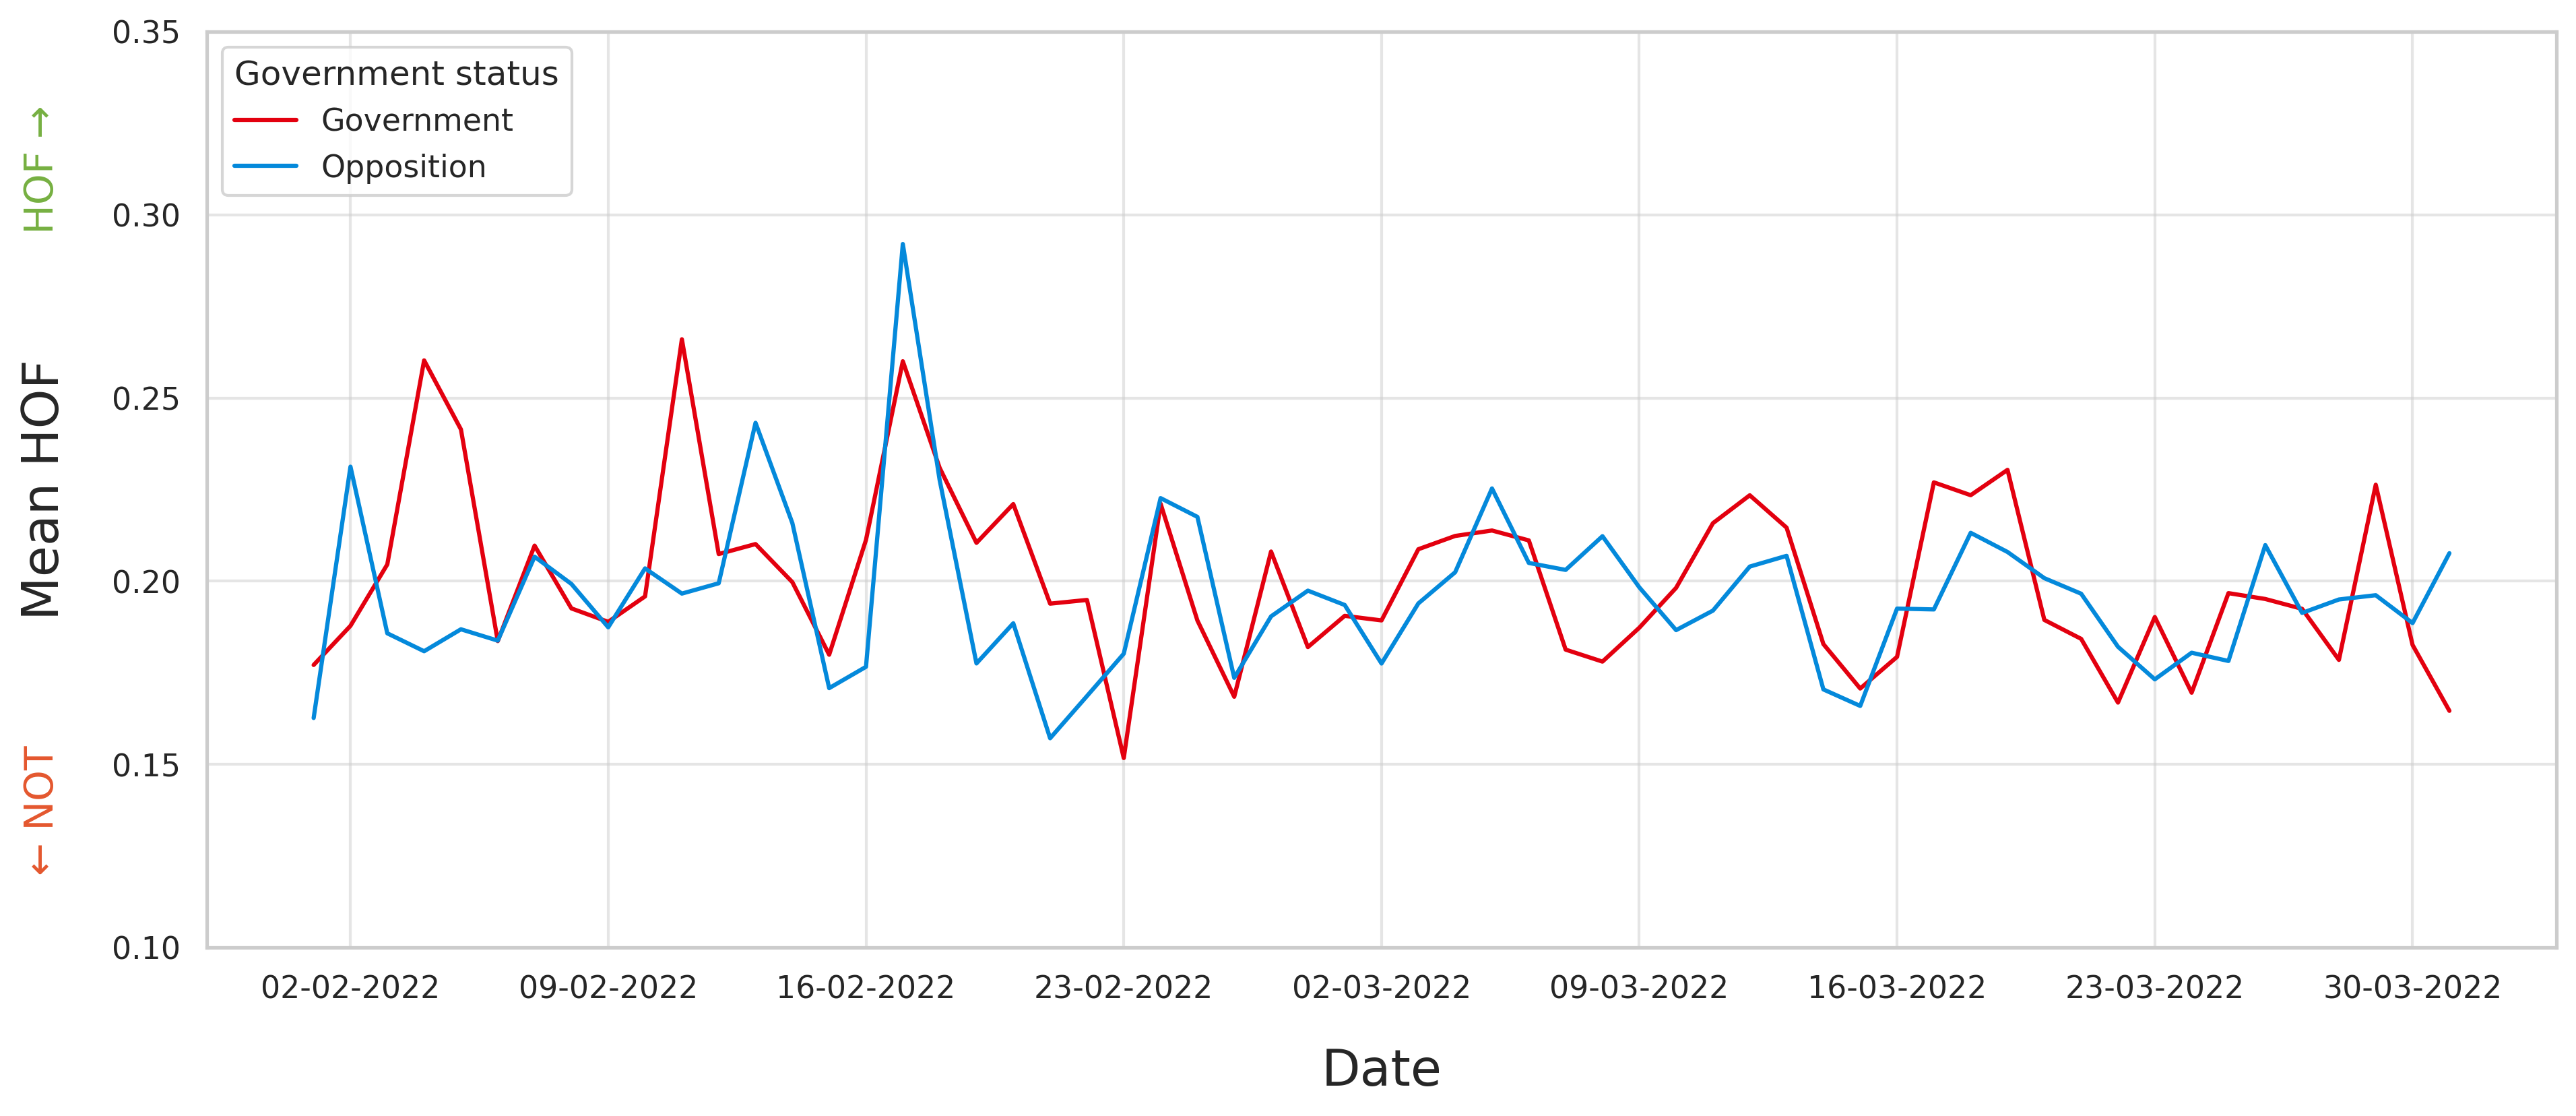 Government status
Government
Opposition
HOF →
Mean HOF
← NOT
0.35
0.30
0.25
0.20
0.15
0.10
02-02-2022 09-02-2022 16-02-2022 23-02-2022 02-03-2022 09-03-2022 16-03-2022 23-03-2022 30-03-2022
Date